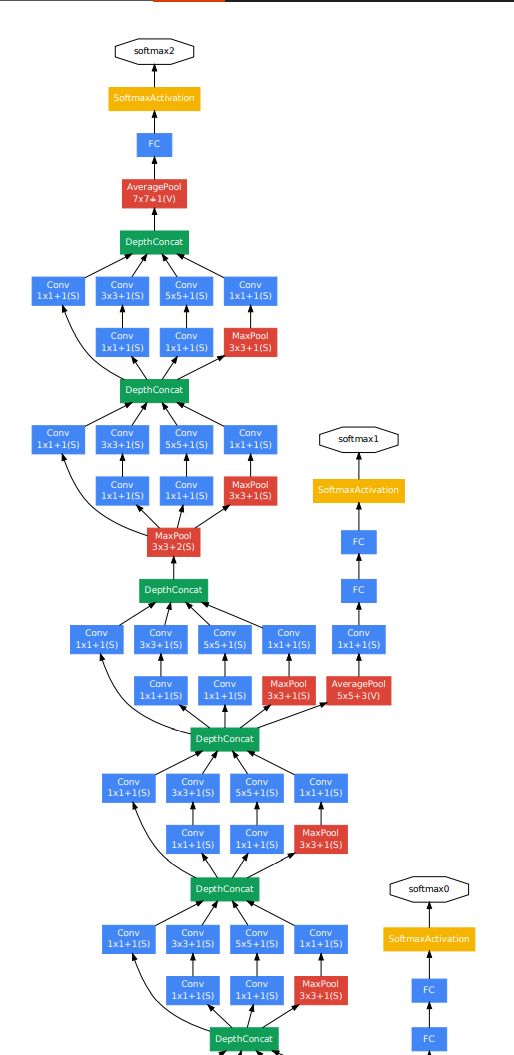 softmax2
SoftmaxActivation
FC
AveragePool
7x7+1(V)
DepthConcat
Conv Conv Conv Conv
1x1+1(S) 3x3+1(S) 5x5+1(S) 1x1+1(S)
Conv Conv MaxPool
1x1+1(S) 1x1+1(S) 3x3+1(S)
DepthConcat
Conv Conv Conv Conv
1x1+1(S) 3x3+1(S) 5x5+1(S) 1x1+1(S)
softmax1
Conv Conv MaxPool
1x1+1(S) 1x1+1(S) 3x3+1(S)
SoftmaxActivation
MaxPool
3x3+2(S)
FC
DepthConcat
FC
Conv Conv Conv Conv Conv
1x1+1(S) 3x3+1(S) 5x5+1(S) 1x1+1(S) 1x1+1(S)
Conv Conv MaxPool AveragePool
1x1+1(S) 1x1+1(S) 3x3+1(S) 5x5+3(V)
DepthConcat
Conv Conv Conv Conv
1x1+1(S) 3x3+1(S) 5x5+1(S) 1x1+1(S)
Conv Conv MaxPool
1x1+1(S) 1x1+1(S) 3x3+1(S)
DepthConcat
softmax0
Conv Conv Conv Conv
1x1+1(S) 3x3+1(S) 5x5+1(S) 1x1+1(S)
SoftmaxActivation
Conv Conv MaxPool
1x1+1(S) 1x1+1(S) 3x3+1(S)
FC
DepthConcat
FC